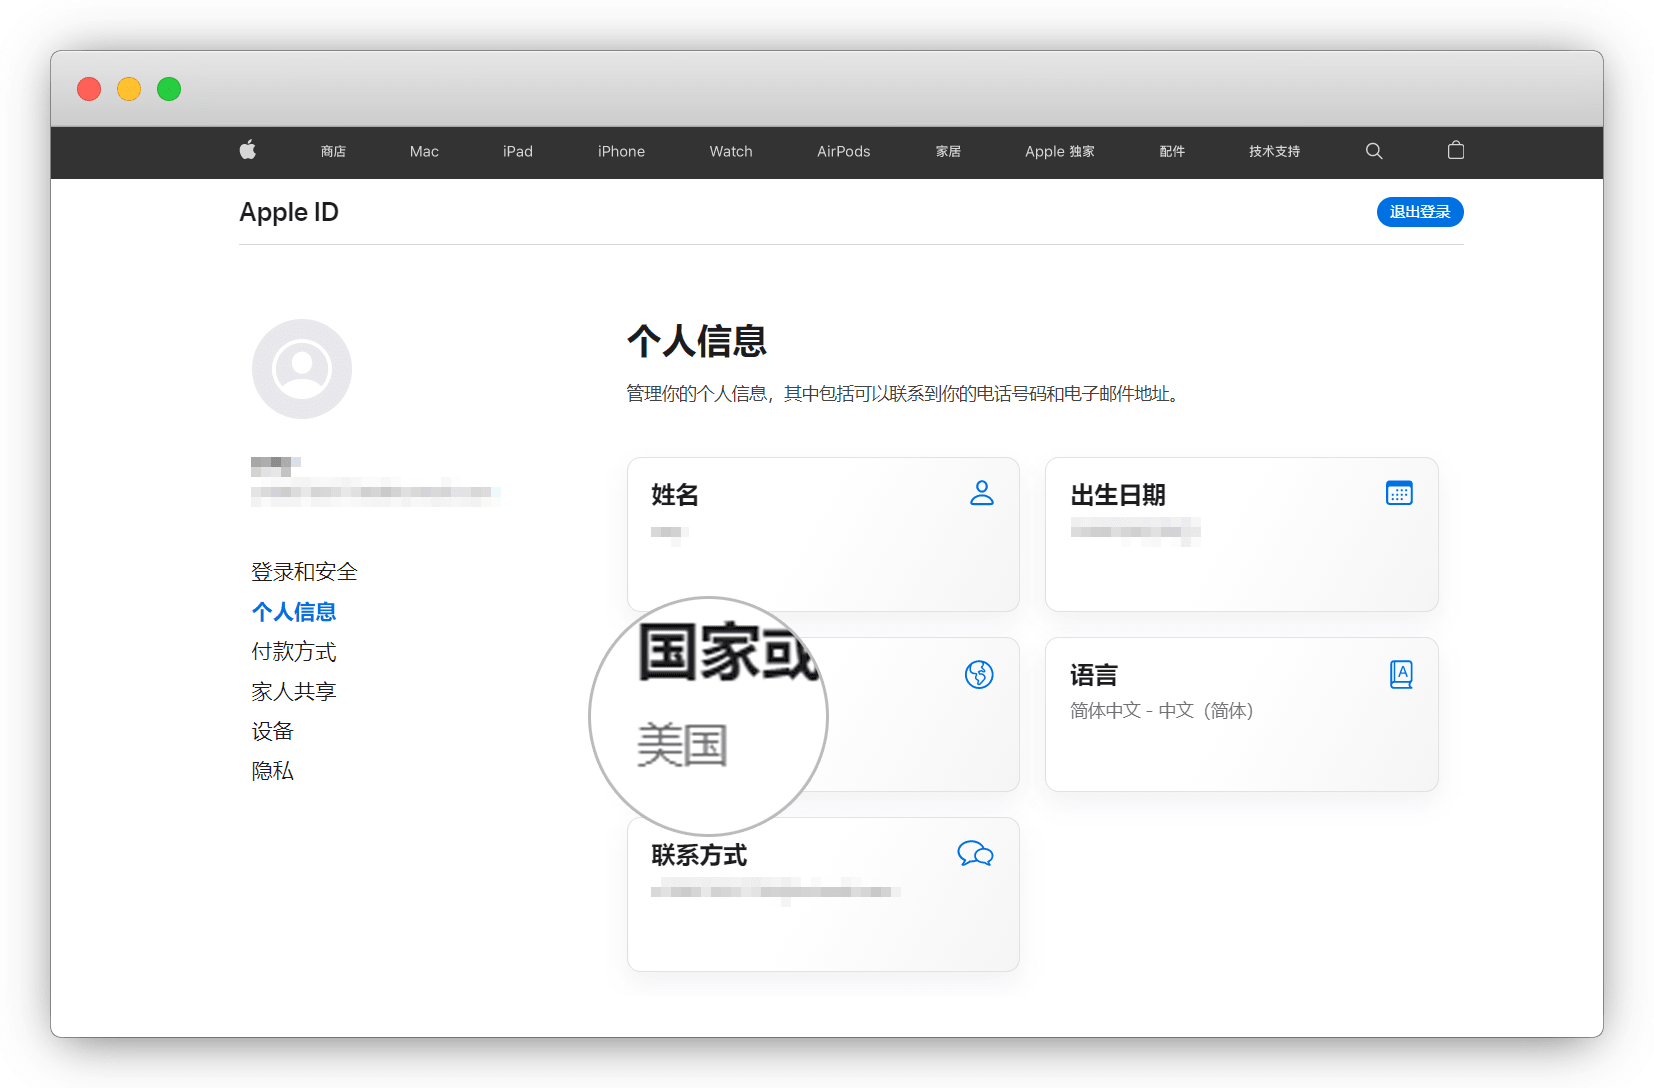 商店 Mac iPad iPhone Watch AirPods 家居 Apple 独家 配件 技术支持
Apple ID
退出登录
个人信息
管理你的个人信息，其中包括可以联系到你的电话号码和电子邮件地址。
登录和安全
个人信息
付款方式
家人共享
设备
隐私
姓名
出生日期
国家或
美国
语言
简体中文 - 中文（简体）
联系方式